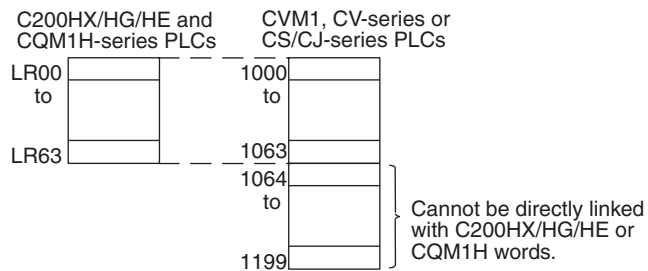 C200HX/HG/HE and
CQM1H-series PLCs
CVM1, CV-series or
CS/CJ-series PLCs
LR00
to
LR63
1000
to
1063
1064
to
1199
Cannot be directly linked
with C200HX/HG/HE or
CQM1H words.